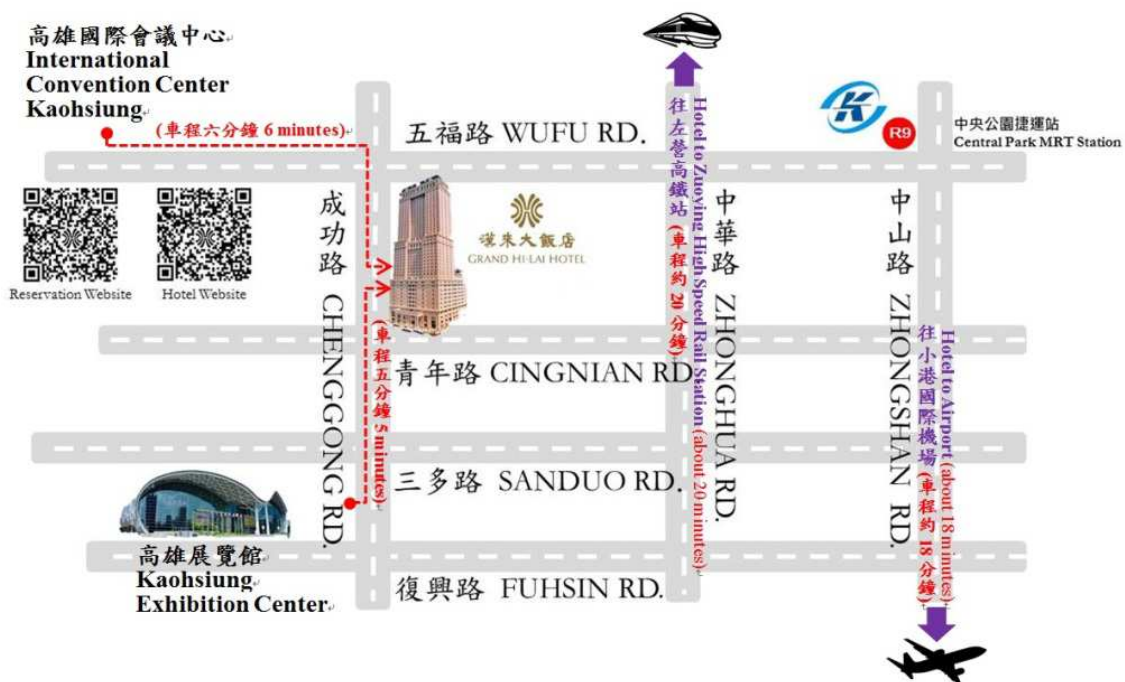 高雄國際會議中心
International
Convention Center
Kaohsiung
(車程六分鐘 6 minutes)
五福路 WUFU RD.
R9
中央公園捷運站
Central Park MRT Station
Reservation Website
Hotel Website
漢來大飯店
GRAND HI-LAI HOTEL
成功路 CHENGGONG RD.
(車程五分鐘 5 minutes)
往左營高鐵站 (車程約 20 分鐘)
Hotel to Zuoying High Speed Rail Station (about 20 minutes)
中華路 ZHONGHUA RD.
中山路 ZHONGSHAN RD.
往小港國際機場 (車程約 18 分鐘)
Hotel to Airport (about 18 minutes)
青年路 CINGNIAN RD
三多路 SANDUO RD.
高雄展覽館
Kaohsiung
Exhibition Center
復興路 FUHSIN RD.